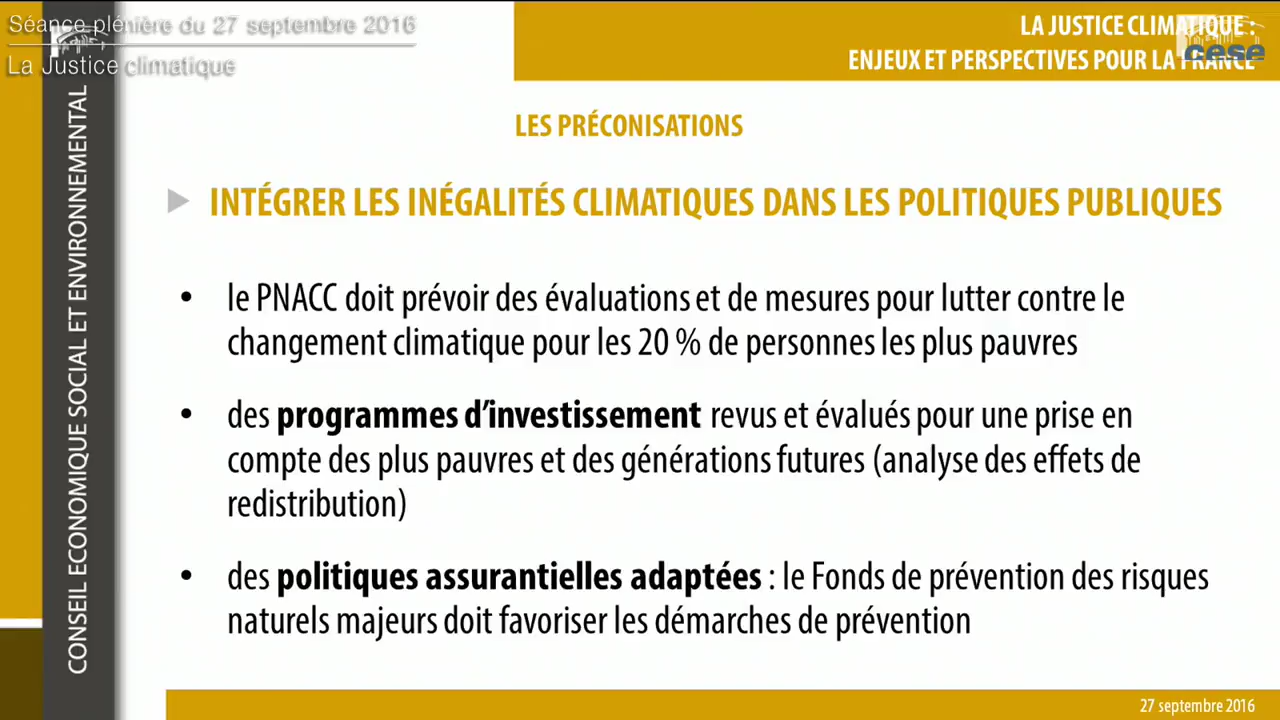 Séance plénière du 27 septembre 2016
La Justice climatique
LA JUSTICE CLIMATIQUE :
ENJEUX ET PERSPECTIVES POUR LA FRANCE
cese
CONSEIL ECONOMIQUE SOCIAL ET ENVIRONNEMENTAL
LES PRÉCONISATIONS
INTÉGRER LES INÉGALITÉS CLIMATIQUES DANS LES POLITIQUES PUBLIQUES
• le PNACC doit prévoir des évaluations et de mesures pour lutter contre le
changement climatique pour les 20 % de personnes les plus pauvres
• des programmes d’investissement revus et évalués pour une prise en
compte des plus pauvres et des générations futures (analyse des effets de
redistribution)
• des politiques assurantielles adaptées : le Fonds de prévention des risques
naturels majeurs doit favoriser les démarches de prévention
27 septembre 2016